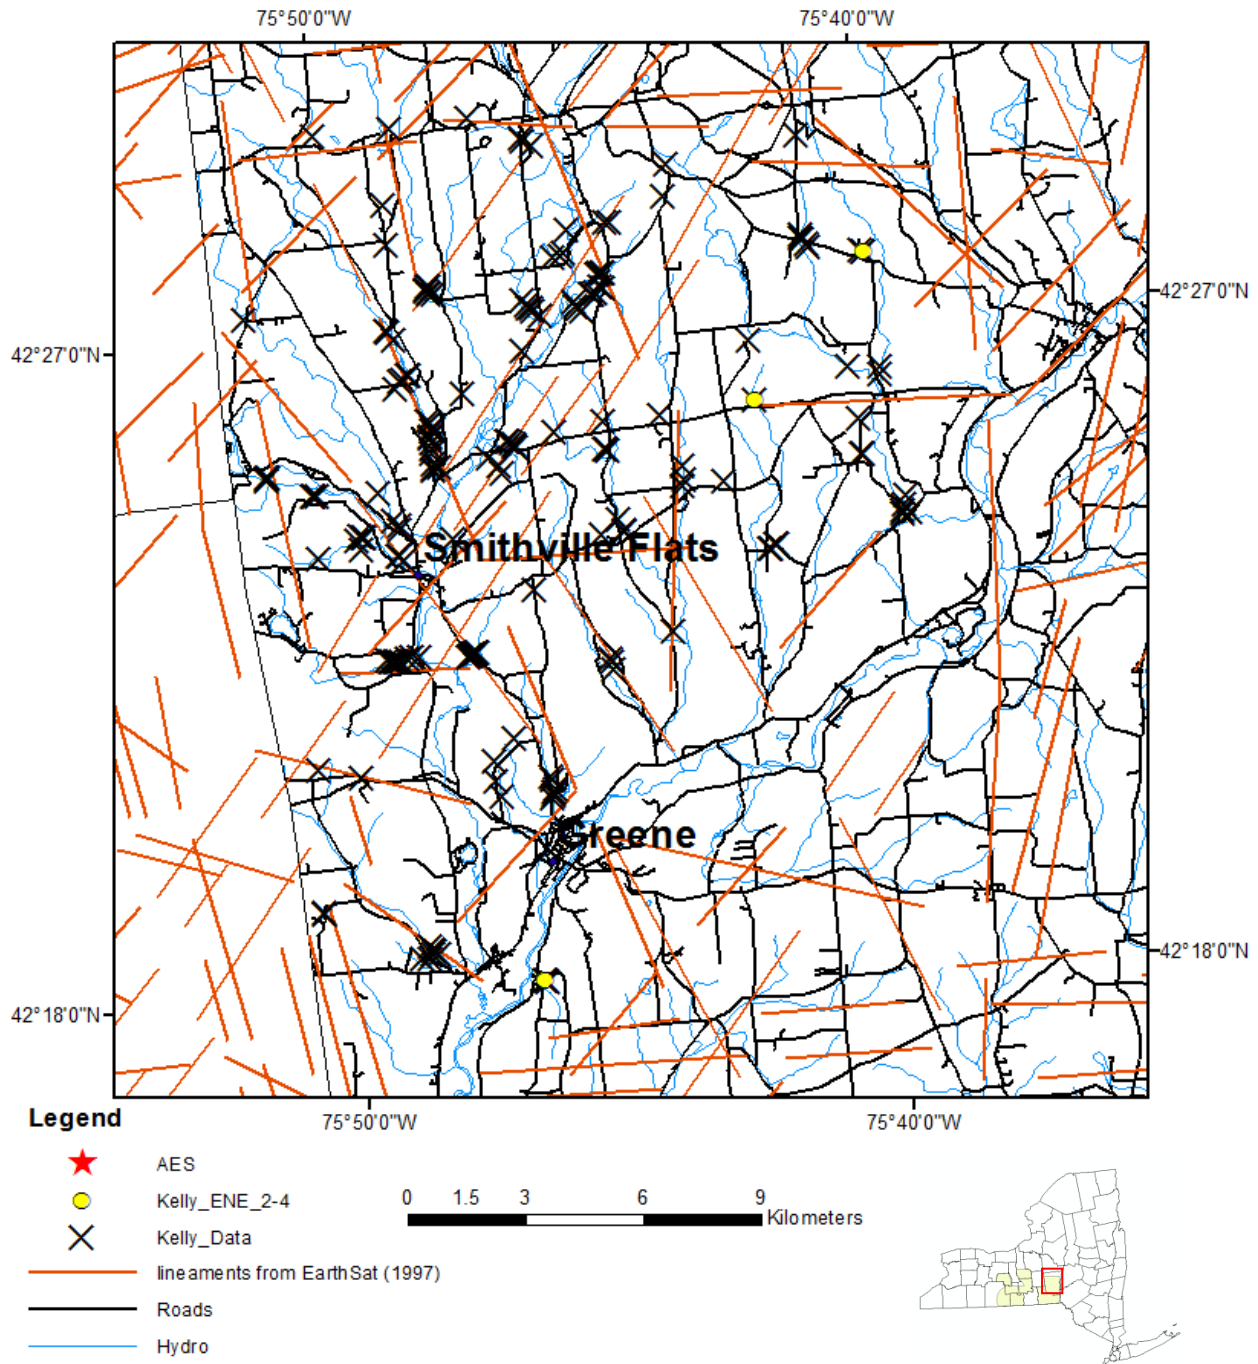 75°50'0"W 75°40'0"W
42°27'0"N
42°27'0"N
Smithville Flats
Greene
42°18'0"N
42°18'0"N
75°50'0"W 75°40'0"W
Legend
AES
Kelly_ENE_2-4
Kelly_Data
lineaments from EarthSat (1997)
Roads
Hydro
0 1.5 3 6 9
Kilometers